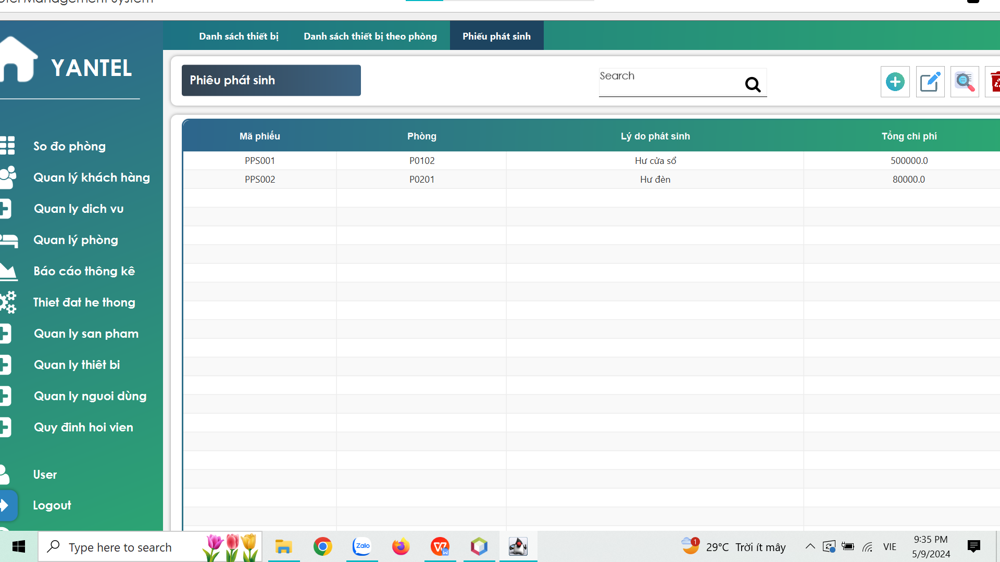 YANTEL
Danh sách thiết bị
Danh sách thiết bị theo phòng
Phiếu phát sinh
Phiêu phát sinh
Search
So đo phòng
Quan lý khách hàng
Quan ly dich vu
Quan lý phòng
Báo cáo thông kê
Thiet đat he thong
Quan ly san pham
Quan ly thiêt bi
Quan ly nguoi dùng
Quy đinh hoi vien
User
Logout
Mã phiếu Phòng Lý do phát sinh Tổng chi phí
PPS001 P0102 Hư cửa sổ 500000.0
PPS002 P0201 Hư đèn 80000.0
Type here to search
Zalo
1
29°C Trời ít mây
VIE
9:35 PM
5/9/2024